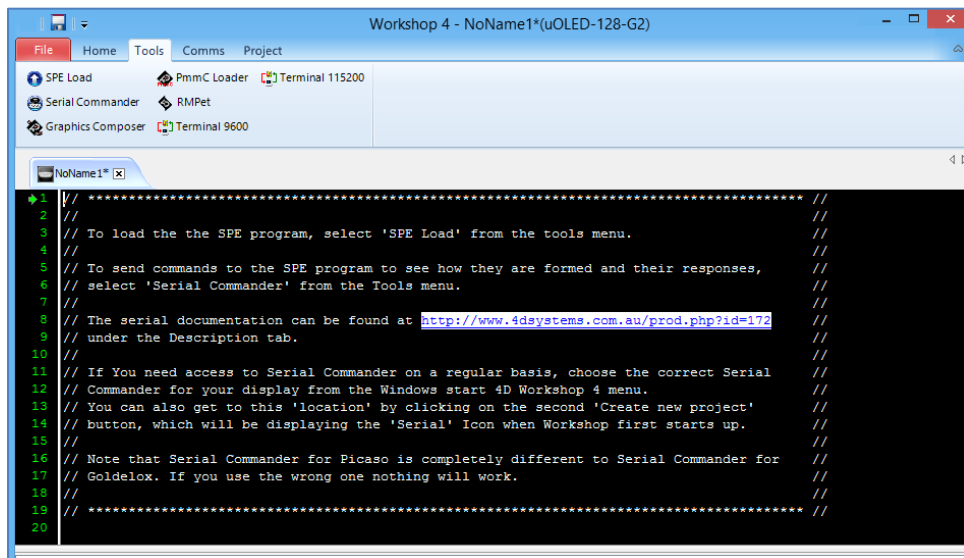 Workshop 4 - NoName1*(uOLED-128-G2)
File Home Tools Comms Project
SPE Load PmmC Loader Terminal 115200
Serial Commander RMPet
Graphics Composer Terminal 9600
NoName1*
1 // **************************************************************************************** //
2 // //
3 // To load the the SPE program, select 'SPE Load' from the tools menu. //
4 // //
5 // To send commands to the SPE program to see how they are formed and their responses, //
6 // select 'Serial Commander' from the Tools menu. //
7 // //
8 // The serial documentation can be found at http://www.4dsystems.com.au/prod.php?id=172 //
9 // under the Description tab. //
10 // //
11 // If You need access to Serial Commander on a regular basis, choose the correct Serial //
12 // Commander for your display from the Windows start 4D Workshop 4 menu. //
13 // You can also get to this 'location' by clicking on the second 'Create new project' //
14 // button, which will be displaying the 'Serial' Icon when Workshop first starts up. //
15 // //
16 // Note that Serial Commander for Picaso is completely different to Serial Commander for //
17 // Goldelox. If you use the wrong one nothing will work. //
18 // //
19 // **************************************************************************************** //
20